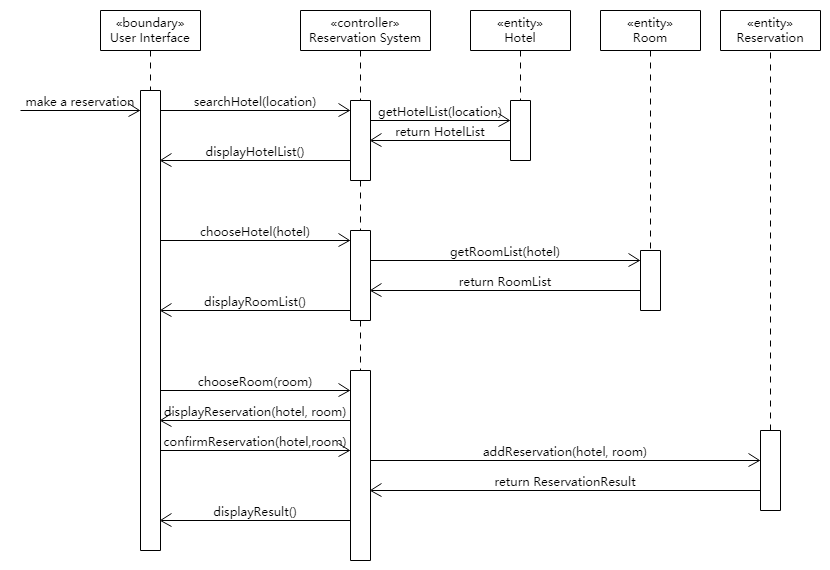 «boundary»
User Interface
«controller»
Reservation System
«entity»
Hotel
«entity»
Room
«entity»
Reservation
make a reservation
searchHotel(location)
getHotelList(location)
return HotelList
displayHotelList()
chooseHotel(hotel)
getRoomList(hotel)
return RoomList
displayRoomList()
chooseRoom(room)
displayReservation(hotel, room)
confirmReservation(hotel,room)
addReservation(hotel, room)
return ReservationResult
displayResult()